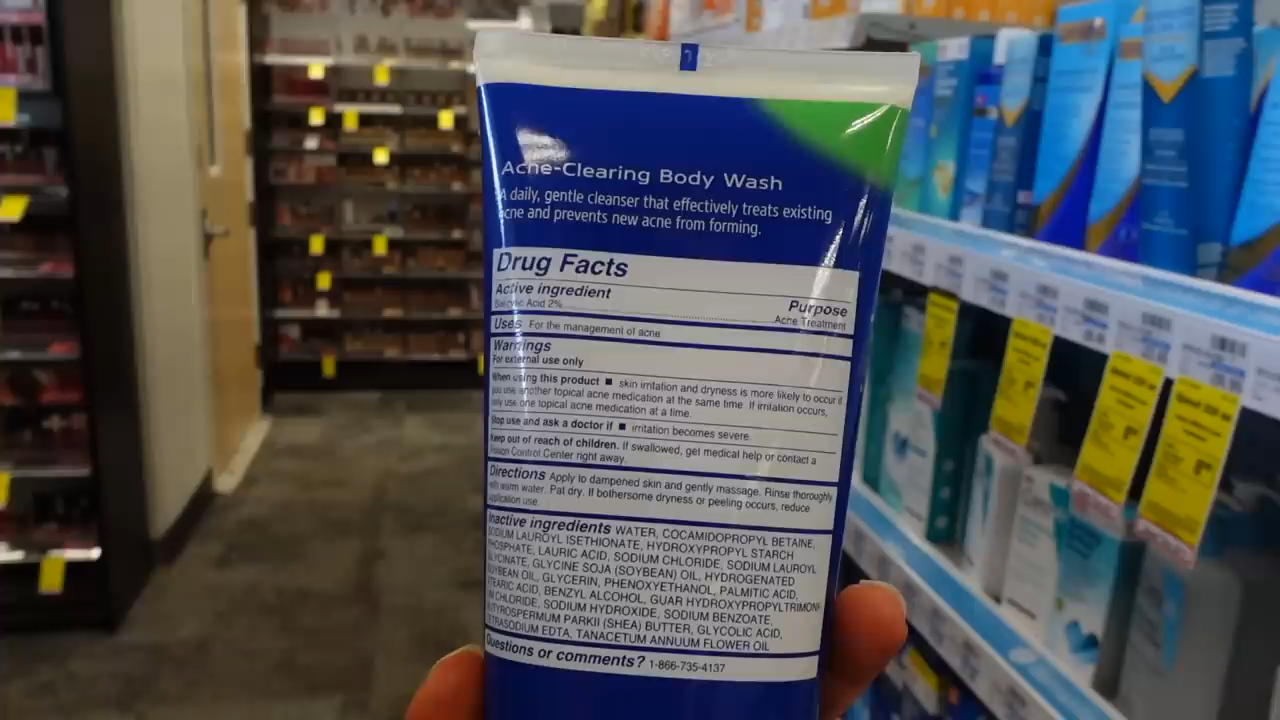 Acne-Clearing Body Wash
A daily, gentle cleanser that effectively treats existing
acne and prevents new acne from forming.
Drug Facts
Active ingredient
Purpose
Salicylic Acid 2%
Acne Treatment
Uses For the management of acne
Warnings
For external use only
When using this product ■ skin irritation and dryness is more likely to occur if
you use another topical acne medication at the same time. If irritation occurs,
only use one topical acne medication at a time.
Stop use and ask a doctor if ■ irritation becomes severe.
Keep out of reach of children. If swallowed, get medical help or contact a
Poison Control Center right away.
Directions Apply to dampened skin and gently massage. Rinse thoroughly
with warm water. Pat dry. If bothersome dryness or peeling occurs, reduce
application use.
Inactive ingredients WATER, COCAMIDOPROPYL BETAINE,
SODIUM LAUROYL ISETHIONATE, HYDROXYPROPYL STARCH
PHOSPHATE, LAURIC ACID, SODIUM CHLORIDE, SODIUM LAUROYL
GLYCINATE, GLYCINE SOJA (SOYBEAN) OIL, HYDROGENATED
SOYBEAN OIL, GLYCERIN, PHENOXYETHANOL, PALMITIC ACID,
STEARIC ACID, BENZYL ALCOHOL, GUAR HYDROXYPROPYLTRIMONI-
UM CHLORIDE, SODIUM HYDROXIDE, SODIUM BENZOATE,
BUTYROSPERMUM PARKII (SHEA) BUTTER, GLYCOLIC ACID,
TETRASODIUM EDTA, TANACETUM ANNUUM FLOWER OIL
Questions or comments? 1-866-735-4137